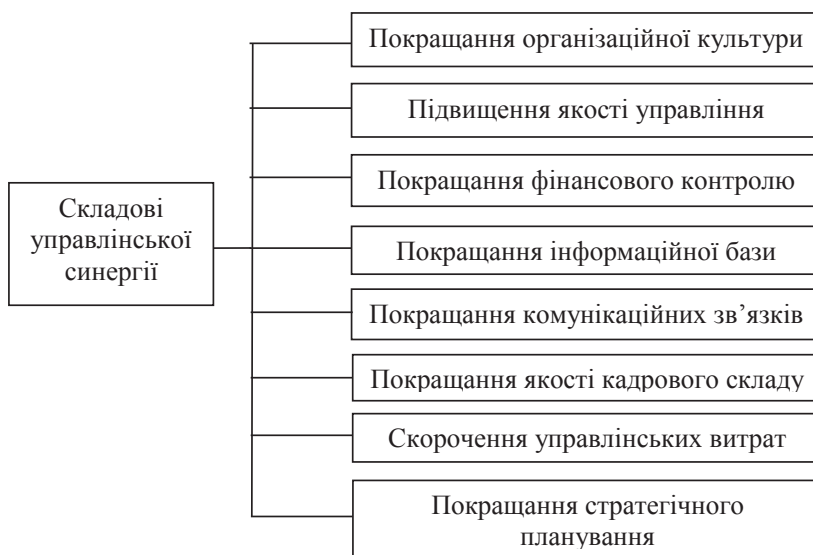 Складові
управлінської
синергії
Покращання організаційної культури
Підвищення якості управління
Покращання фінансового контролю
Покращання інформаційної бази
Покращання комунікаційних зв’язків
Покращання якості кадрового складу
Скорочення управлінських витрат
Покращання стратегічного
планування